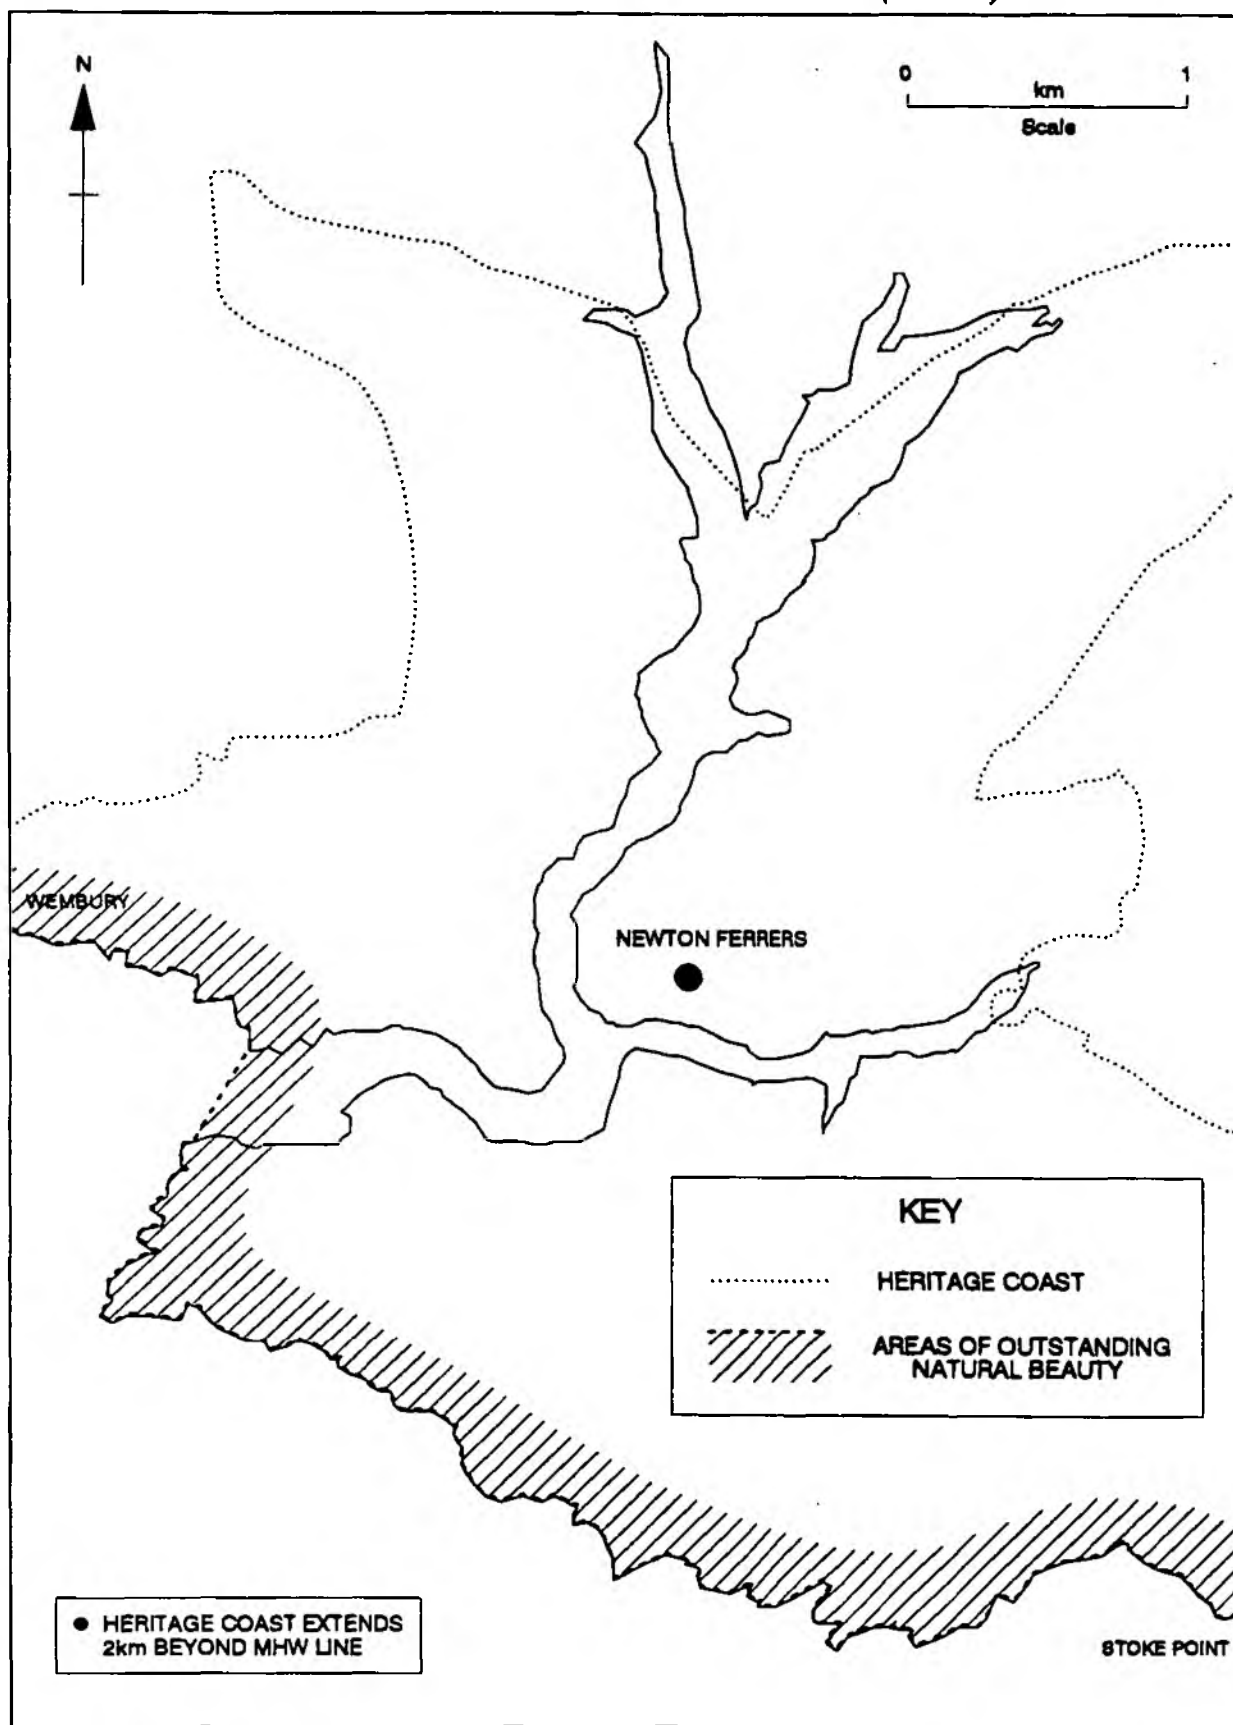 N
0 1
km
Scale
WEMBURY
NEWTON FERRERS
KEY
HERITAGE COAST
AREAS OF OUTSTANDING
NATURAL BEAUTY
● HERITAGE COAST EXTENDS
2km BEYOND MHW LINE
STOKE POINT